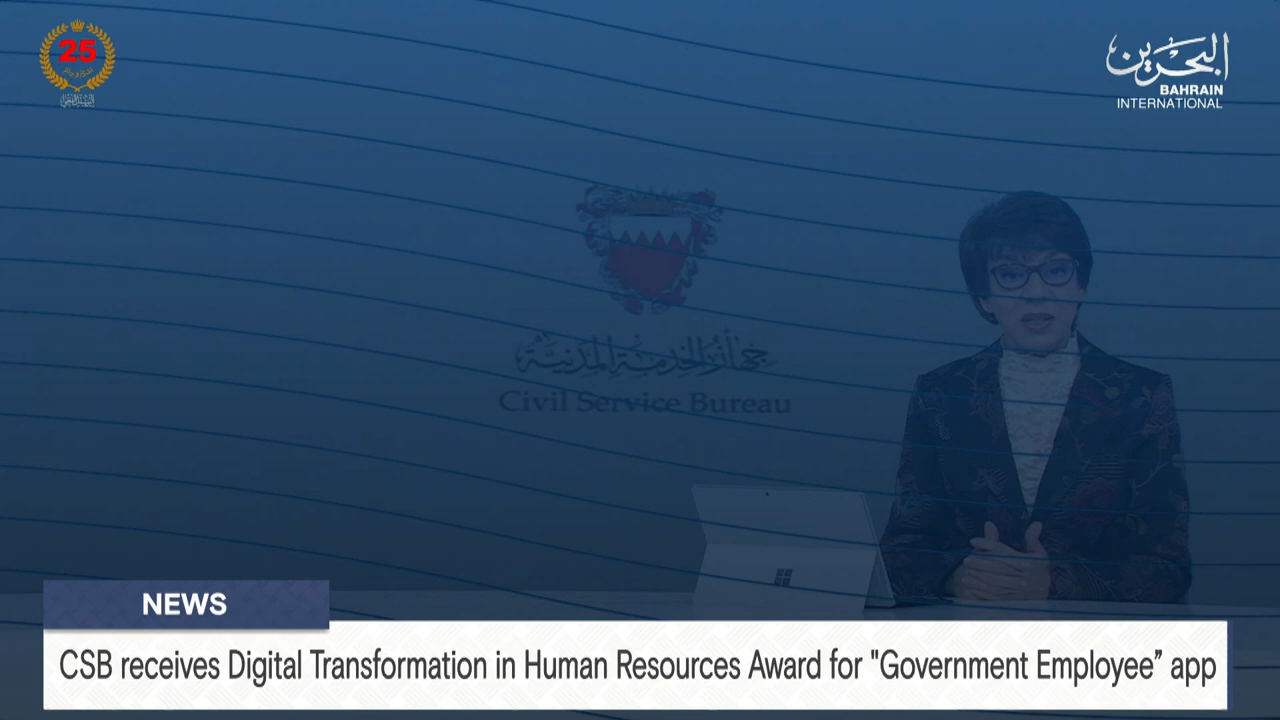 25
البحرين
BAHRAIN
INTERNATIONAL
جهاز الخدمة المدنية
Civil Service Bureau
NEWS
CSB receives Digital Transformation in Human Resources Award for "Government Employee” app